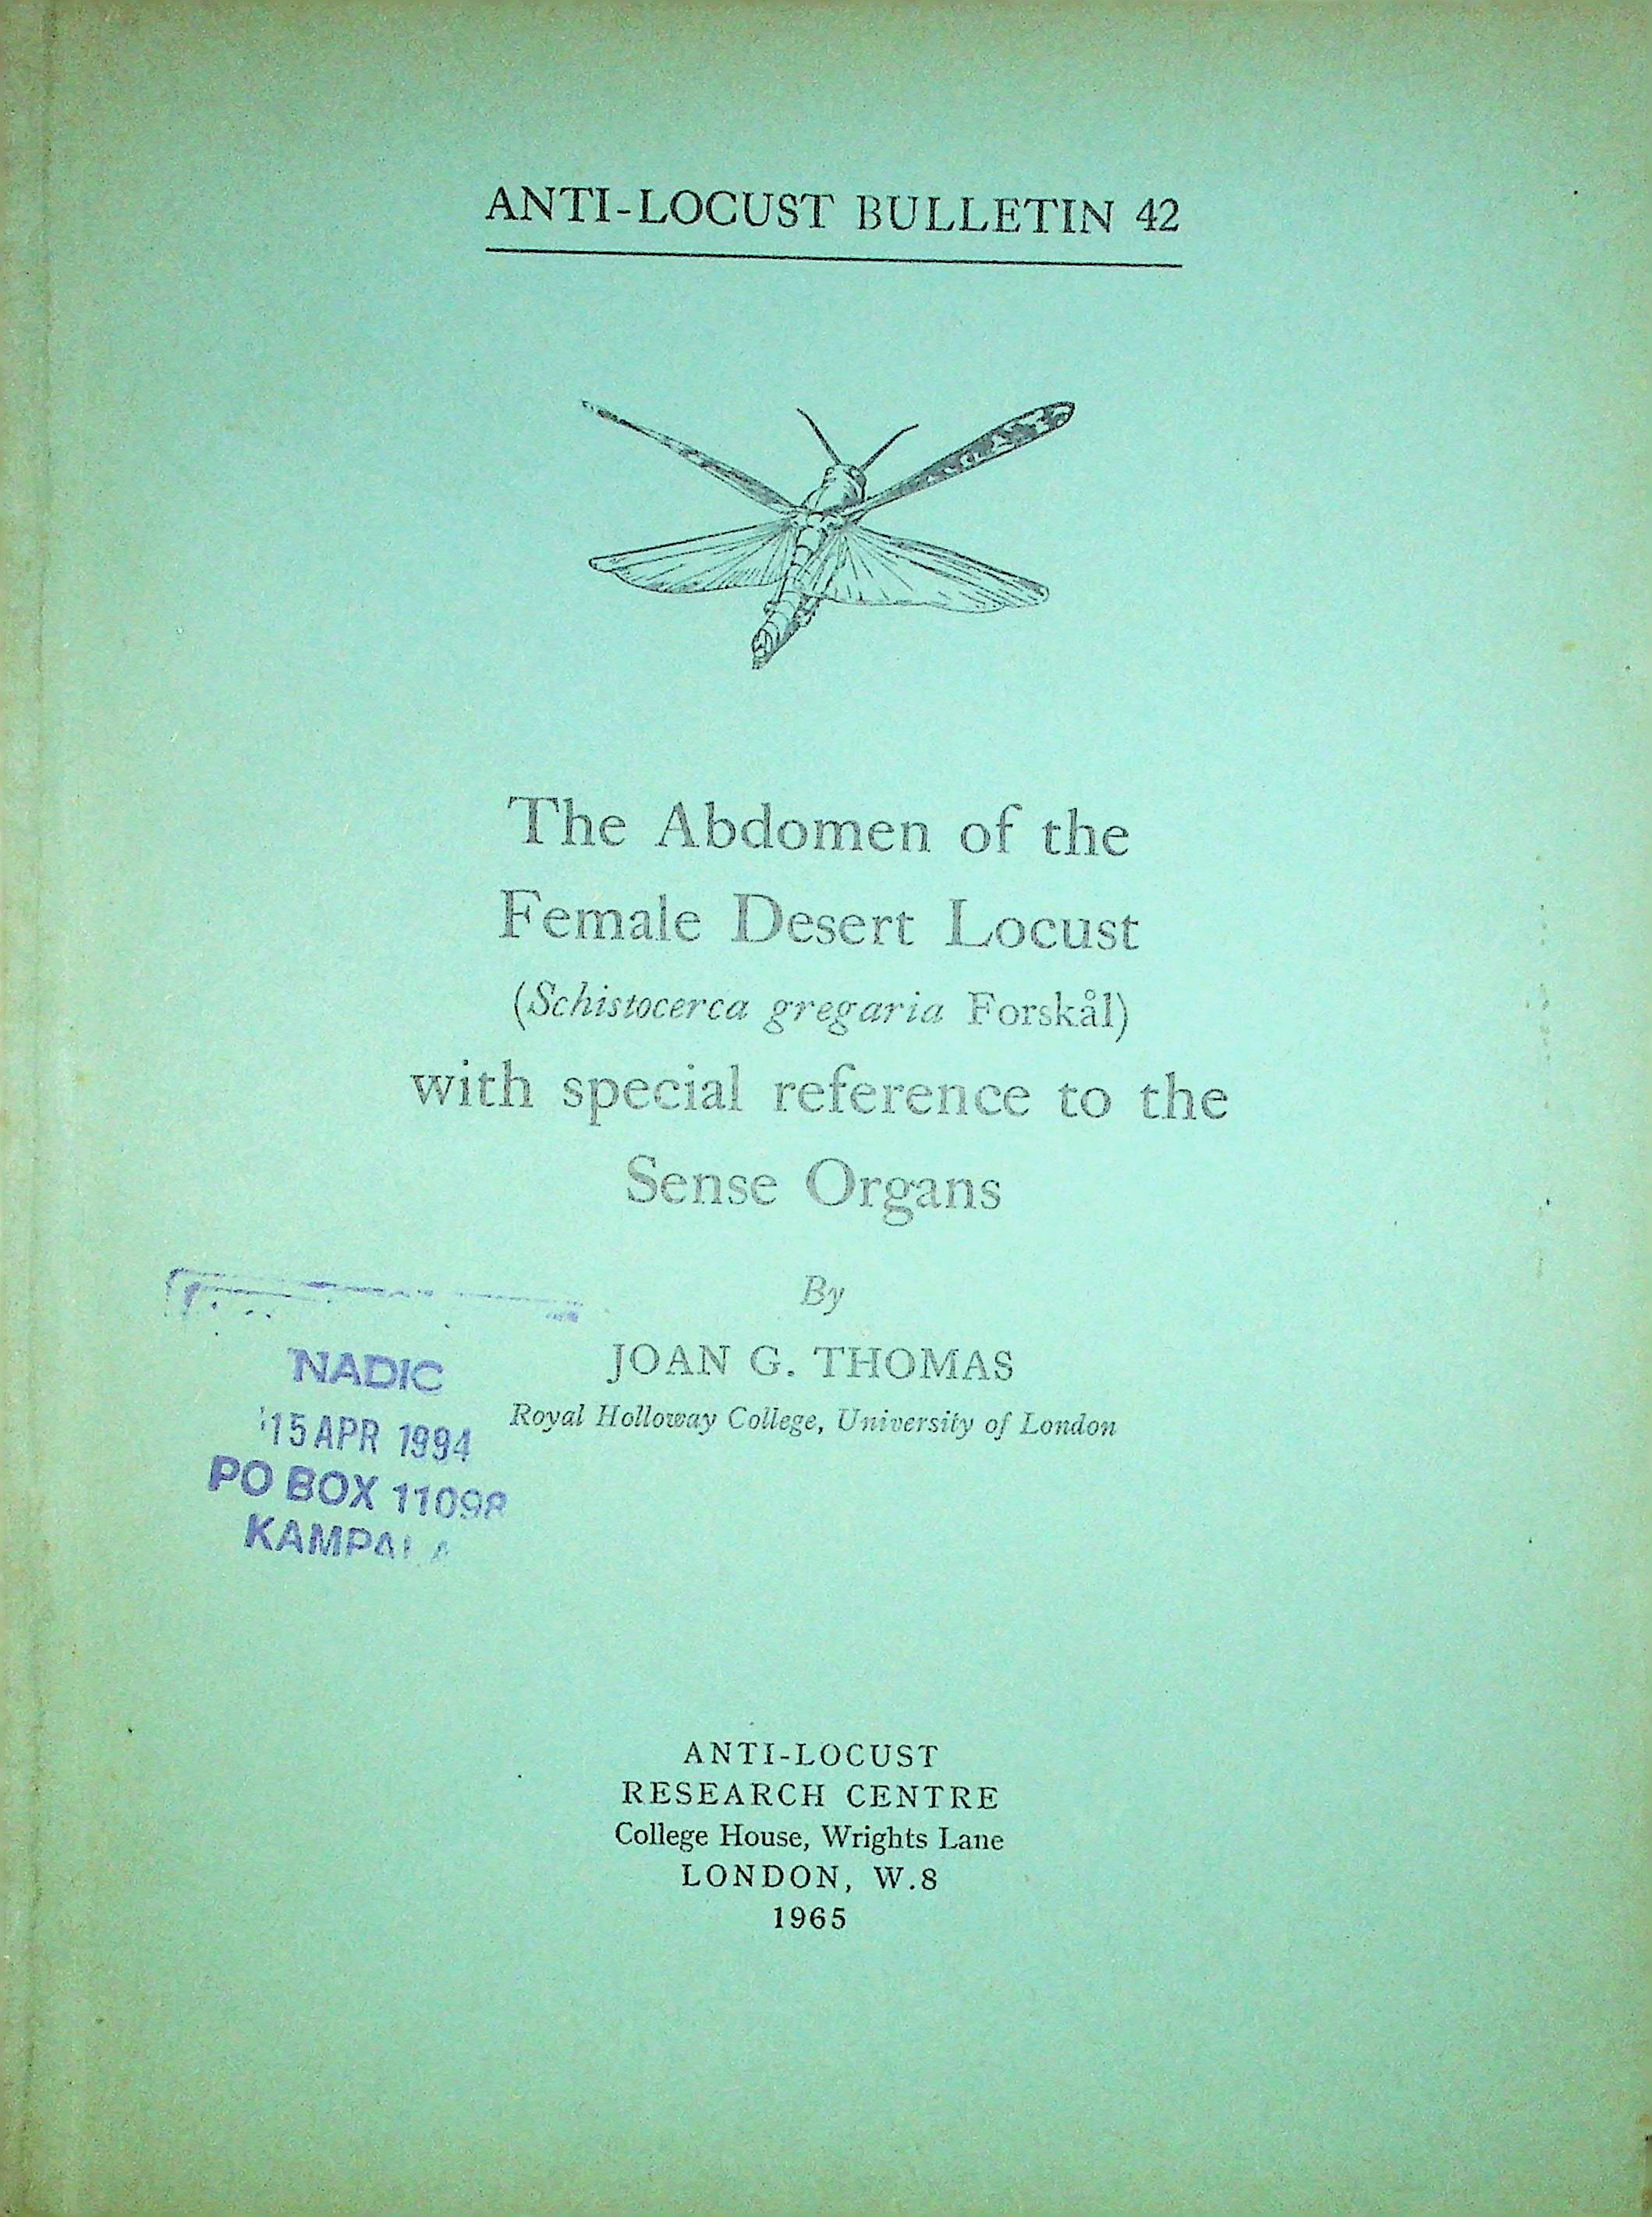 ANTI-LOCUST BULLETIN 42
The Abdomen of the
Female Desert Locust
(Schistocerca gregaria Forskål)
with special reference to the
Sense Organs
By
JOAN G. THOMAS
Royal Holloway College, University of London
NADIC
15 APR 1994
PO BOX 11098
KAMPALA
ANTI-LOCUST
RESEARCH CENTRE
College House, Wrights Lane
LONDON, W.8
1965